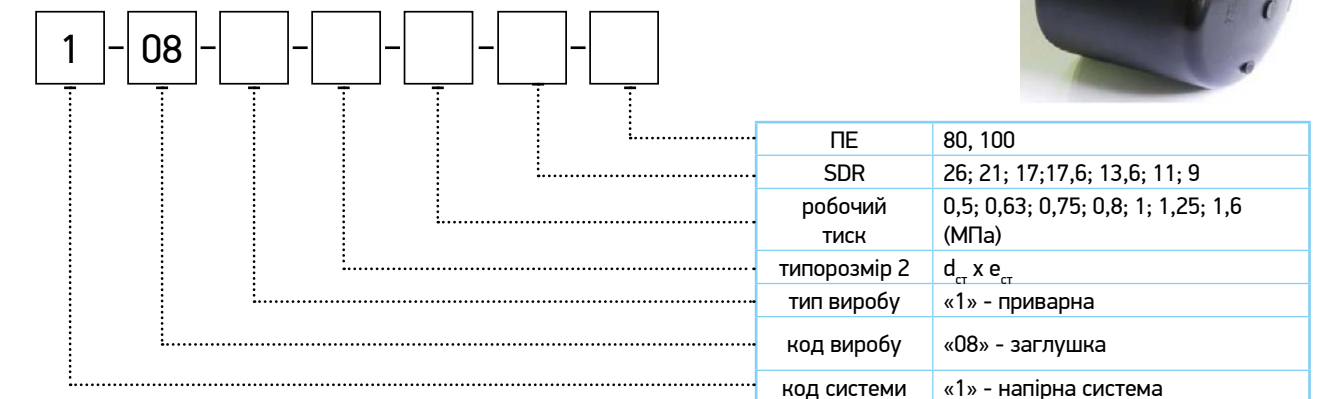 1 - 08 - - - - -
ПЕ 80, 100
SDR 26; 21; 17;17,6; 13,6; 11; 9
робочий тиск 0,5; 0,63; 0,75; 0,8; 1; 1,25; 1,6 (МПа)
типорозмір 2 dст x eст
тип виробу «1» - приварна
код виробу «08» - заглушка
код системи «1» - напірна система